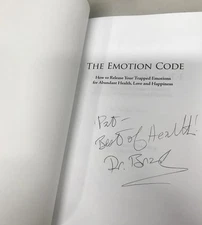 THE EMOTION CODE
How to Release Your Trapped Emotions
for Abundant Health, Love and Happiness
Pat -
Best of Health!
Dr. Brad